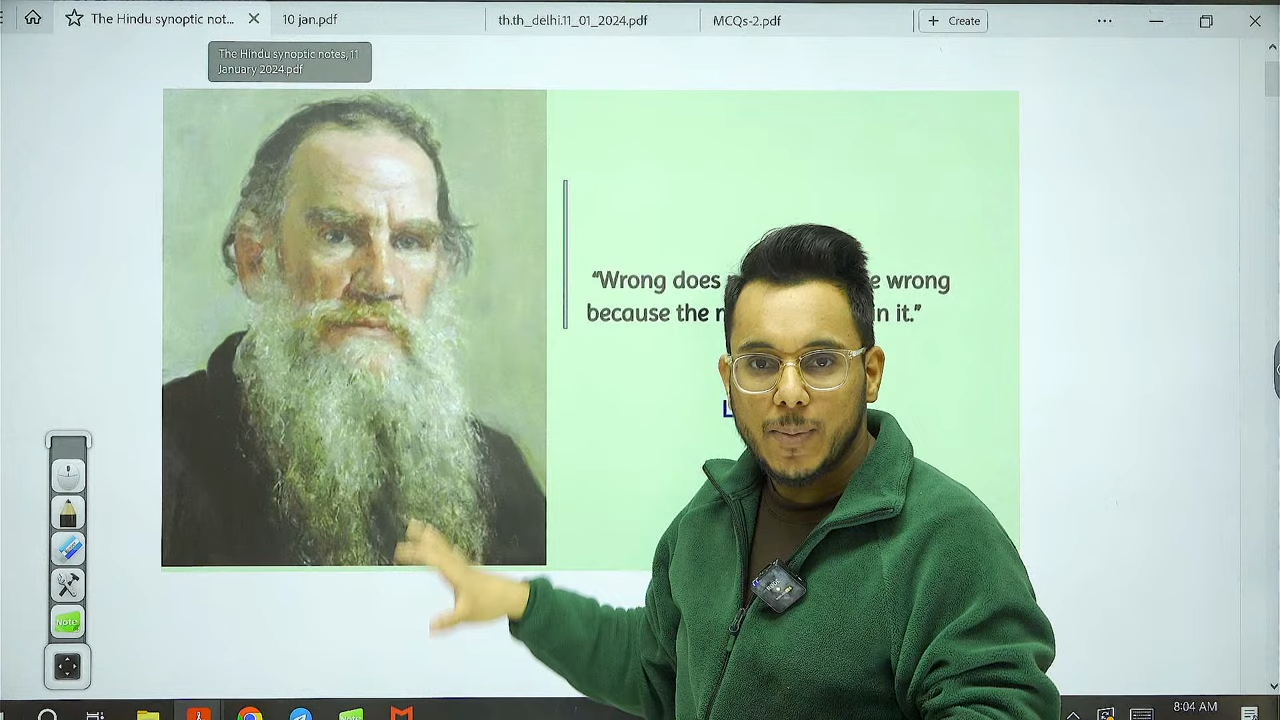 The Hindu synoptic not...
10 jan.pdf
th.th_delhi.11_01_2024.pdf
MCQs-2.pdf
+ Create
The Hindu synoptic notes, 11
January 2024.pdf
“Wrong does wrong
because the in it.”
Note
8:04 AM